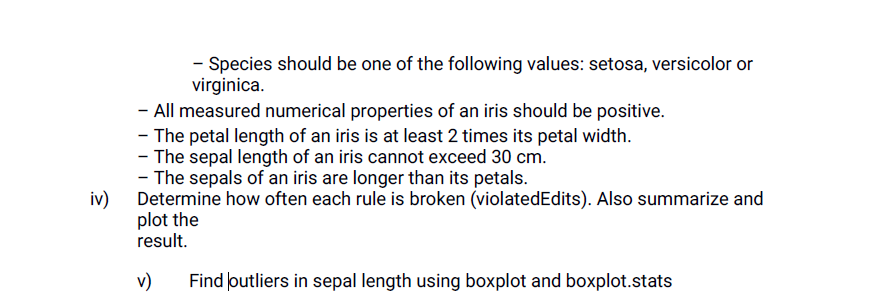 – Species should be one of the following values: setosa, versicolor or
virginica.
– All measured numerical properties of an iris should be positive.
– The petal length of an iris is at least 2 times its petal width.
– The sepal length of an iris cannot exceed 30 cm.
– The sepals of an iris are longer than its petals.
iv) Determine how often each rule is broken (violatedEdits). Also summarize and
plot the
result.
v) Find outliers in sepal length using boxplot and boxplot.stats